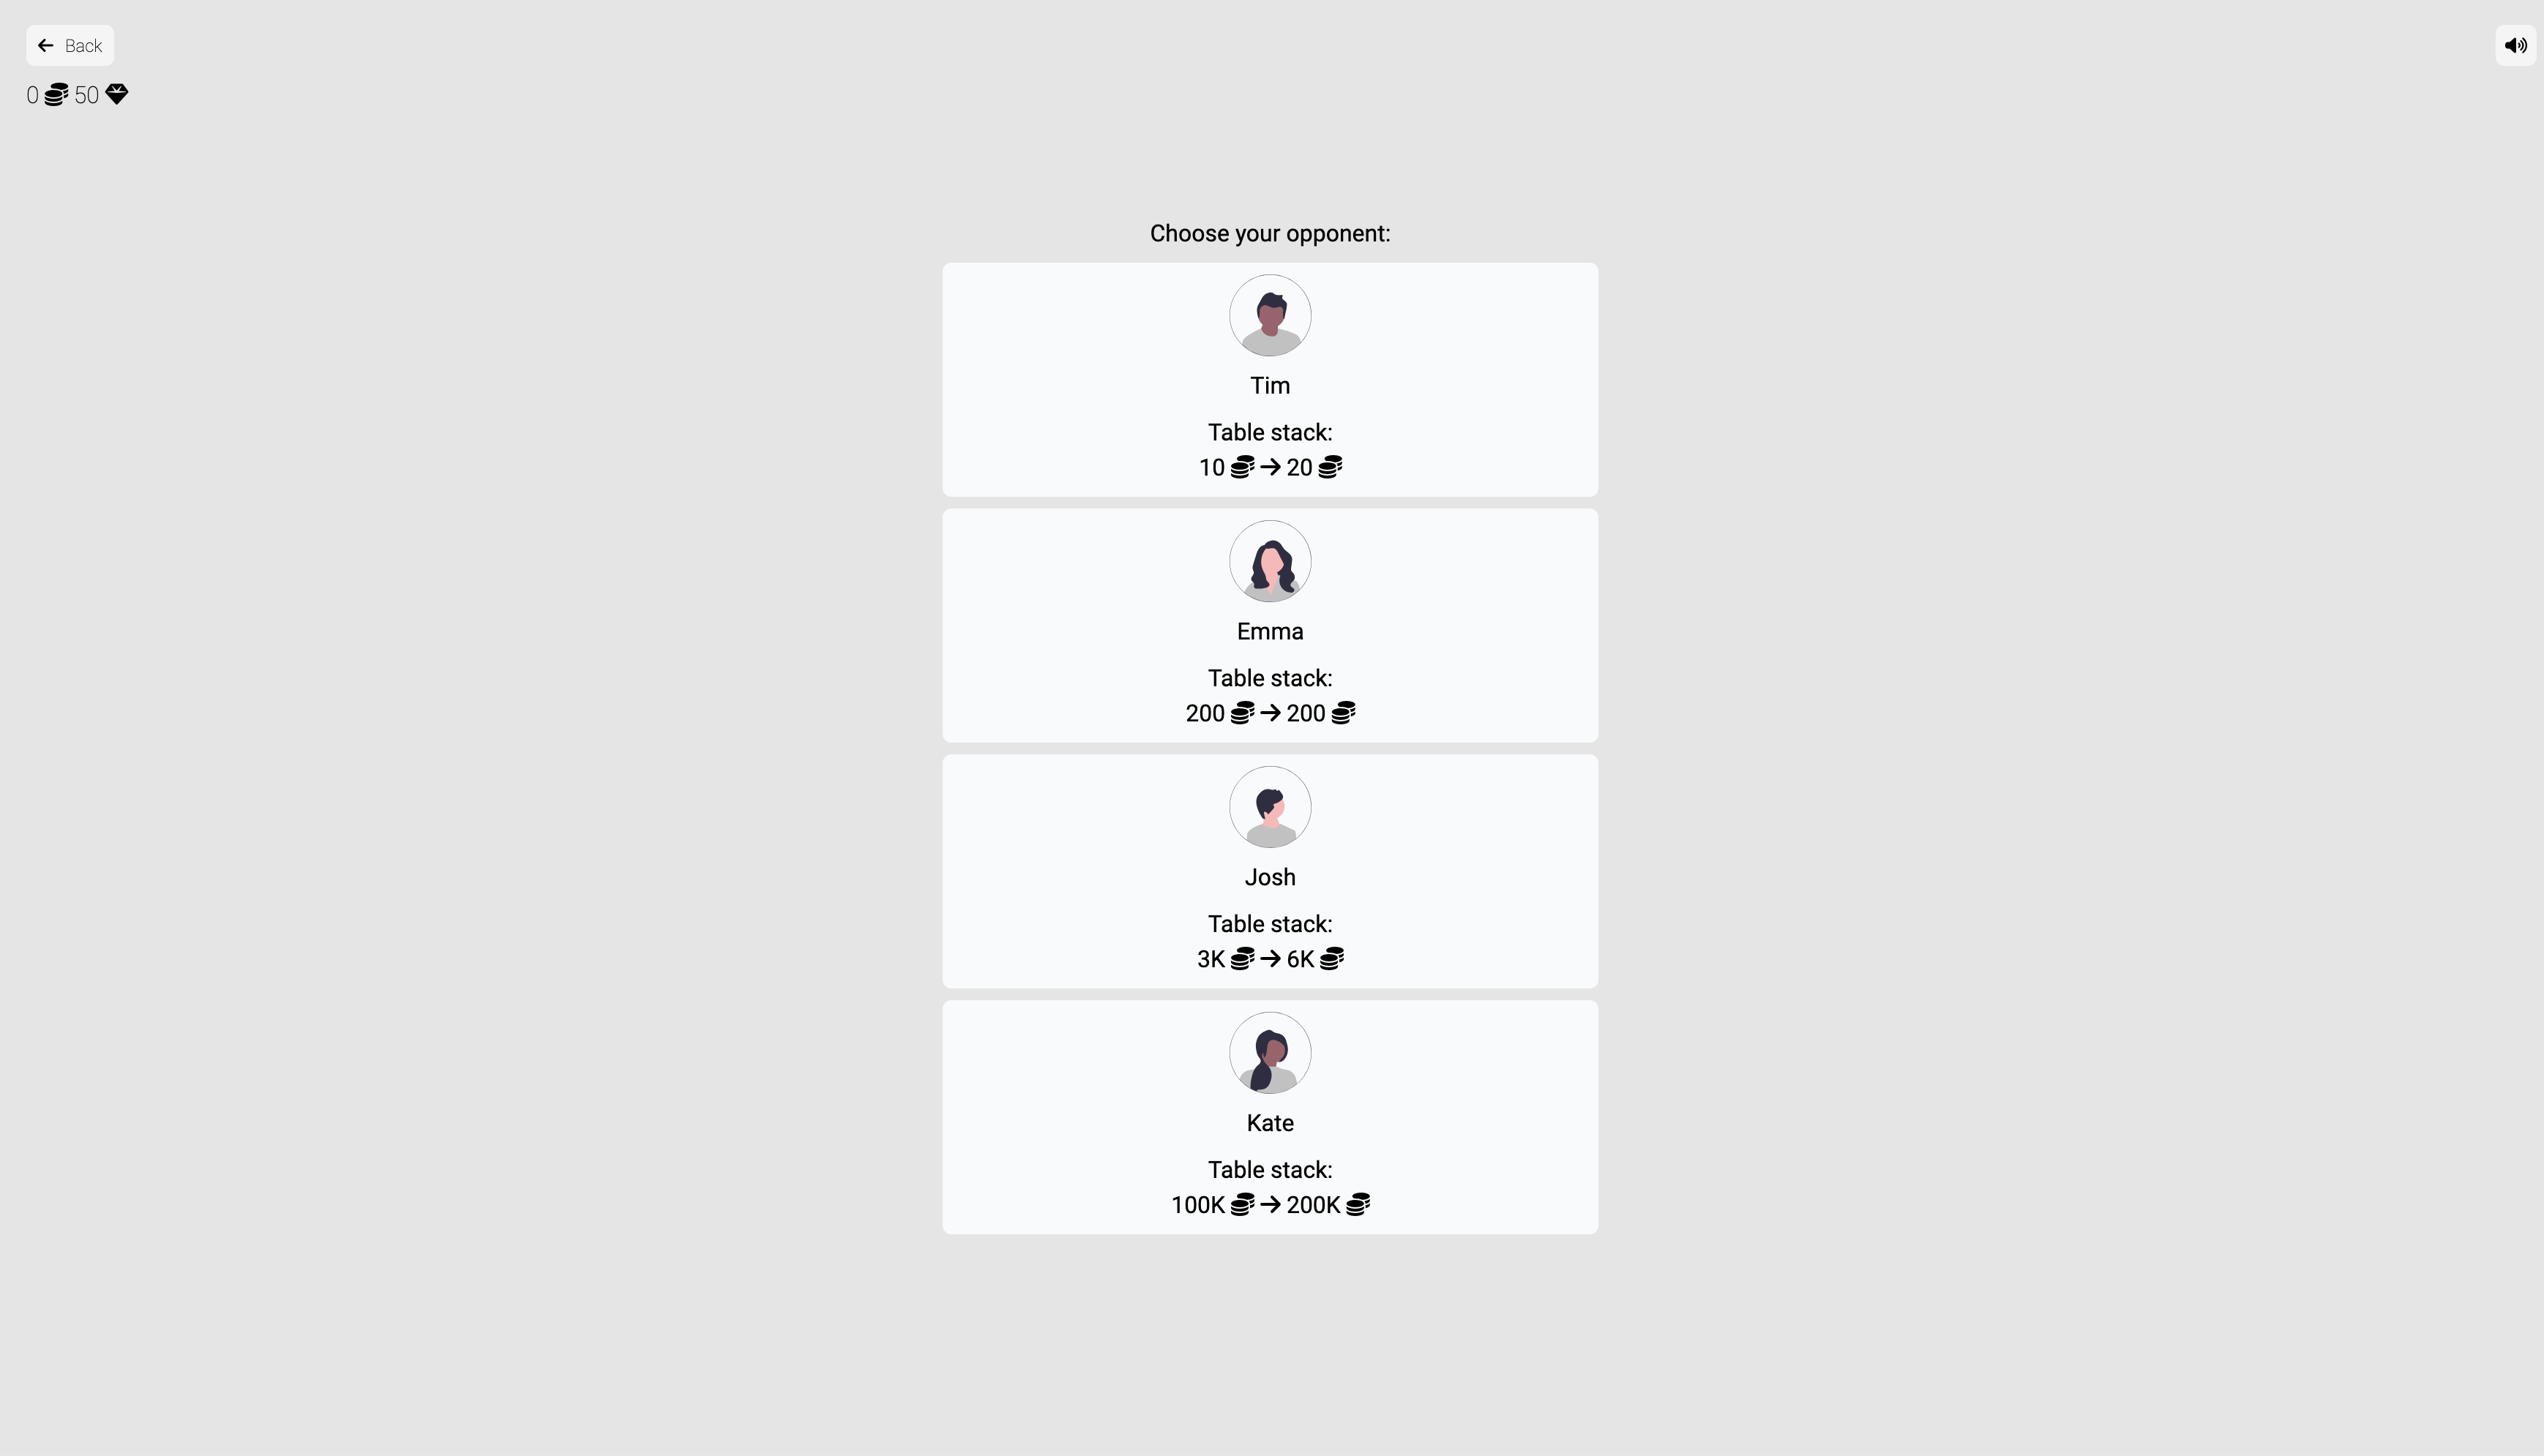 Back
0 50
Choose your opponent:
Tim
Table stack:
10 → 20
Emma
Table stack:
200 → 200
Josh
Table stack:
3K → 6K
Kate
Table stack:
100K → 200K